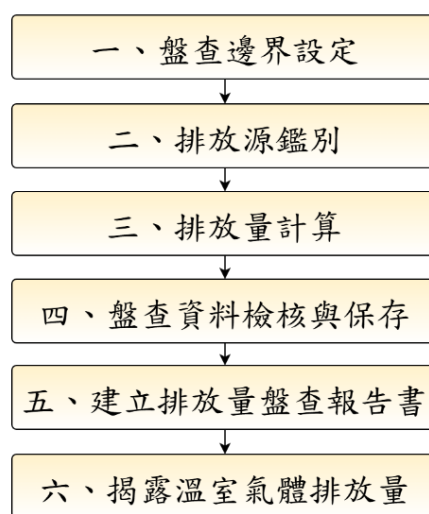 一、盤查邊界設定
二、排放源鑑別
三、排放量計算
四、盤查資料檢核與保存
五、建立排放量盤查報告書
六、揭露溫室氣體排放量